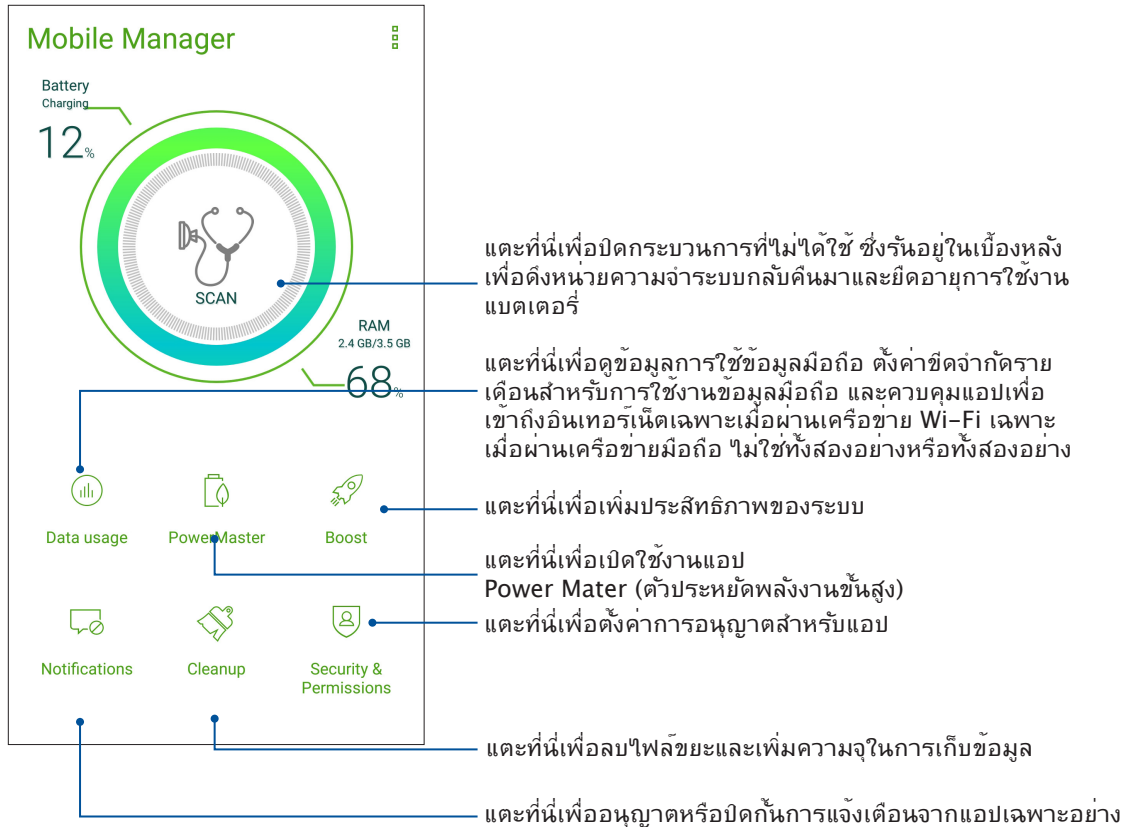 Mobile Manager
Battery
Charging
12%
SCAN
RAM
2.4 GB/3.5 GB
68%
Data usage
PowerMaster
Boost
Notifications
Cleanup
Security &
Permissions
แตะที่นี่เพื่อปิดกระบวนการที่ไม่ได้ใช้ ซึ่งรันอยู่ในเบื้องหลัง
เพื่อดึงหน่วยความจำระบบกลับคืนมาและยืดอายุการใช้งาน
แบตเตอรี่
แตะที่นี่เพื่อดูข้อมูลการใช้ข้อมูลมือถือ ตั้งค่าขีดจำกัดราย
เดือนสำหรับการใช้งานข้อมูลมือถือ และควบคุมแอปเพื่อ
เข้าถึงอินเทอร์เน็ตเฉพาะเมื่อผ่านเครือข่าย Wi-Fi เฉพาะ
เมื่อผ่านเครือข่ายมือถือ ไม่ใช่ทั้งสองอย่างหรือทั้งสองอย่าง
แตะที่นี่เพื่อเพิ่มประสิทธิภาพของระบบ
แตะที่นี่เพื่อเปิดใช้งานแอป
Power Mater (ตัวประหยัดพลังงานขั้นสูง)
แตะที่นี่เพื่อตั้งค่าการอนุญาตสำหรับแอป
แตะที่นี่เพื่อลบไฟล์ขยะและเพิ่มความจุในการเก็บข้อมูล
แตะที่นี่เพื่ออนุญาตหรือปิดกั้นการแจ้งเตือนจากแอปเฉพาะอย่าง